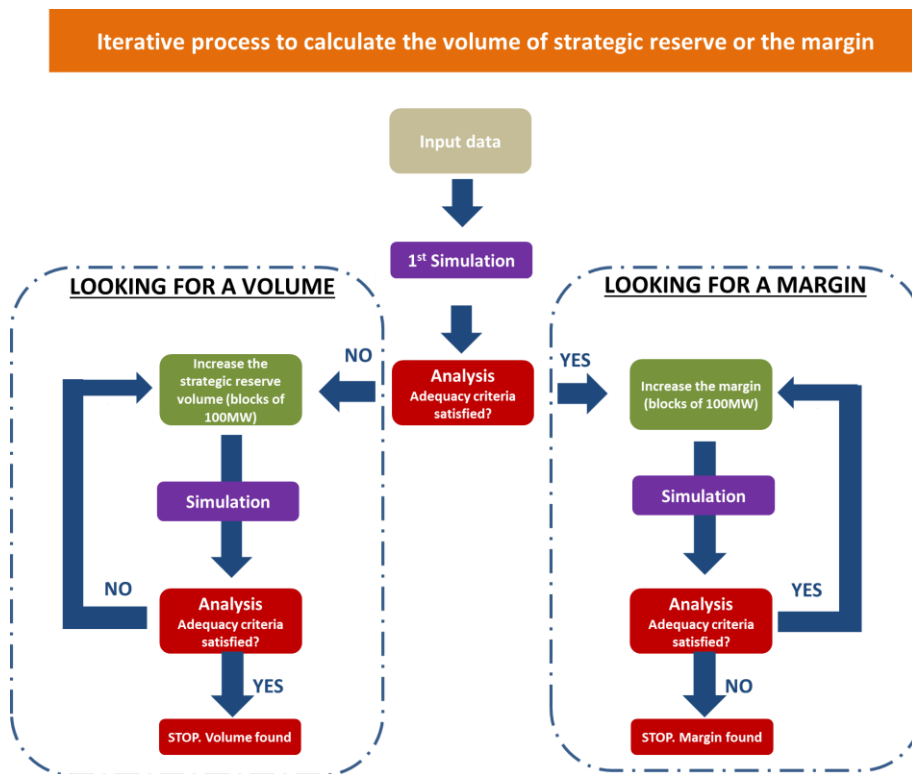 Iterative process to calculate the volume of strategic reserve or the margin
Input data
1st Simulation
LOOKING FOR A VOLUME
LOOKING FOR A MARGIN
NO
YES
Increase the
strategic reserve
volume (blocks of
100MW)
Analysis
Adequacy criteria
satisfied?
Increase the margin
(blocks of 100MW)
Simulation
Simulation
NO
Analysis
Adequacy criteria
satisfied?
Analysis
Adequacy criteria
satisfied?
YES
YES
NO
STOP. Volume found
STOP. Margin found